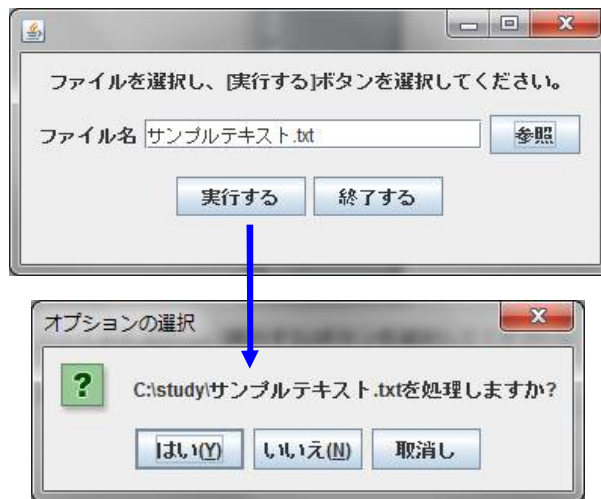 ファイルを選択し、[実行する]ボタンを選択してください。
ファイル名 サンプルテキスト.txt 参照
実行する 終了する
オプションの選択
C:\study\サンプルテキスト.txtを処理しますか?
はい(Y) いいえ(N) 取消し